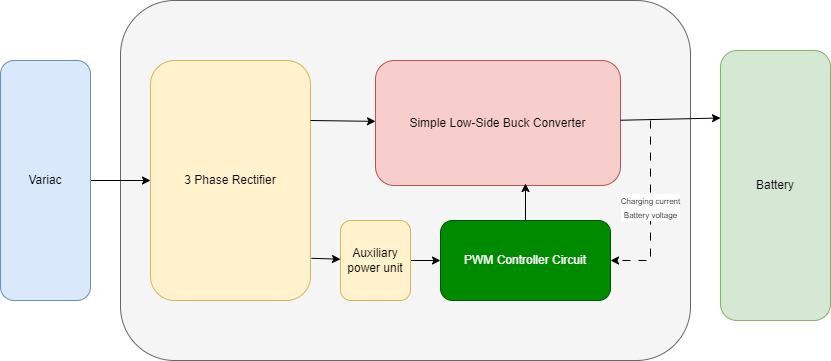 Variac
3 Phase Rectifier
Simple Low-Side Buck Converter
Charging current
Battery voltage
Battery
Auxiliary
power unit
PWM Controller Circuit